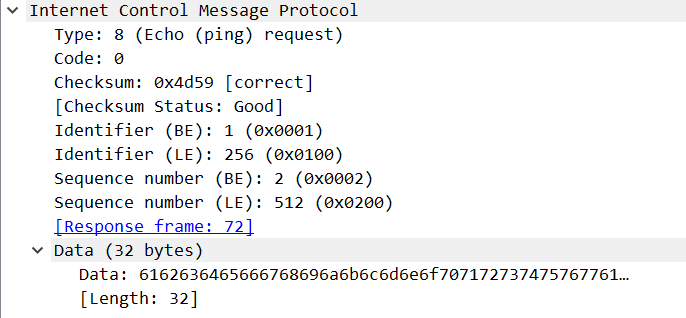 Internet Control Message Protocol
Type: 8 (Echo (ping) request)
Code: 0
Checksum: 0x4d59 [correct]
[Checksum Status: Good]
Identifier (BE): 1 (0x0001)
Identifier (LE): 256 (0x0100)
Sequence number (BE): 2 (0x0002)
Sequence number (LE): 512 (0x0200)
[Response frame: 72]
Data (32 bytes)
Data: 6162636465666768696a6b6c6d6e6f7071727374757677​61…
[Length: 32]